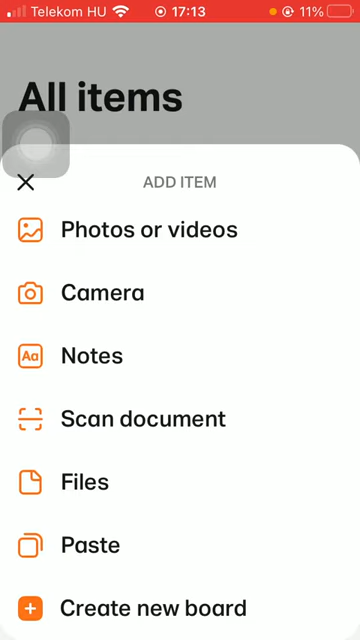 Telekom HU 17:13 11%
All items
ADD ITEM
Photos or videos
Camera
Aa Notes
Scan document
Files
Paste
Create new board